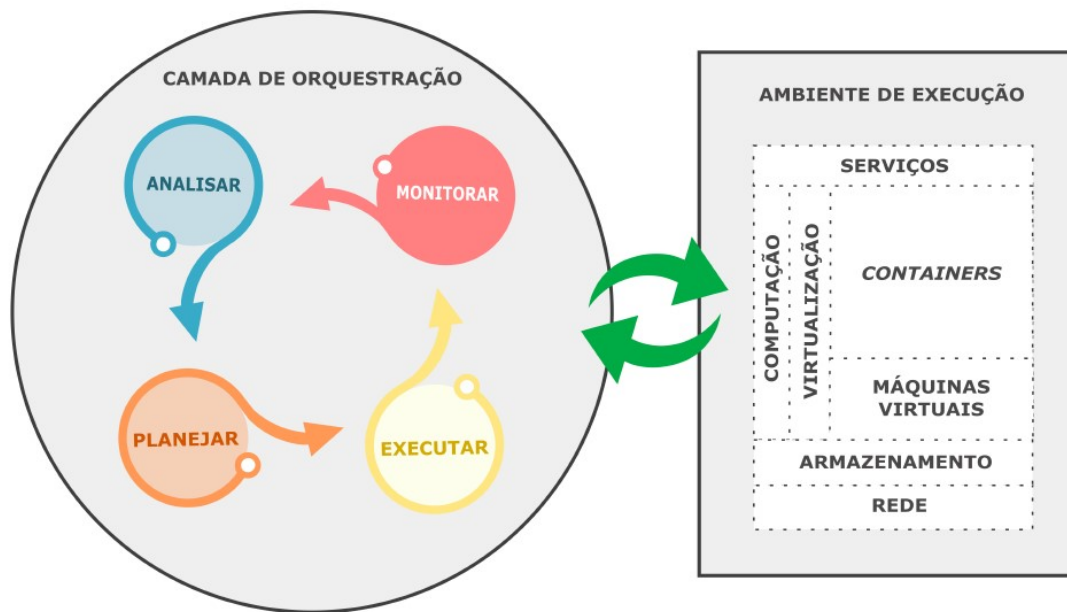 CAMADA DE ORQUESTRAÇÃO
ANALISAR
MONITORAR
PLANEJAR
EXECUTAR
AMBIENTE DE EXECUÇÃO
SERVIÇOS
COMPUTAÇÃO
VIRTUALIZAÇÃO
CONTAINERS
MÁQUINAS
VIRTUAIS
ARMAZENAMENTO
REDE